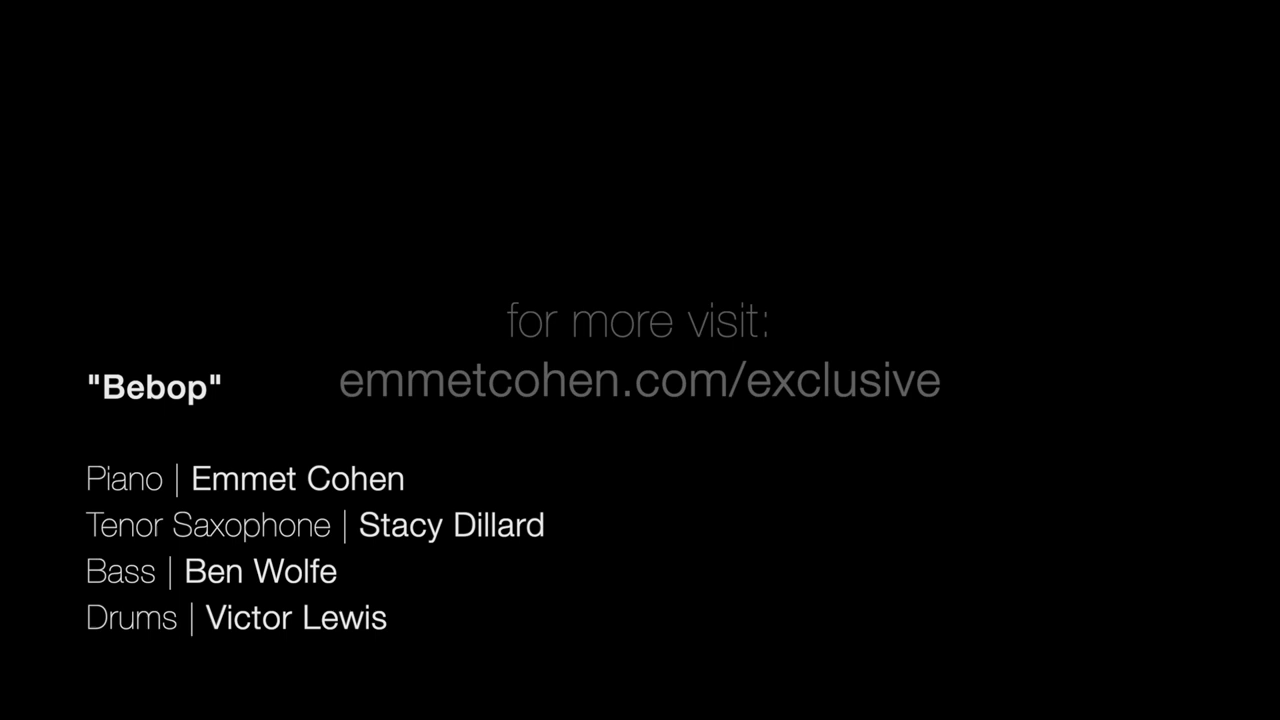 for more visit:
emmetcohen.com/exclusive
"Bebop"
Piano | Emmet Cohen
Tenor Saxophone | Stacy Dillard
Bass | Ben Wolfe
Drums | Victor Lewis